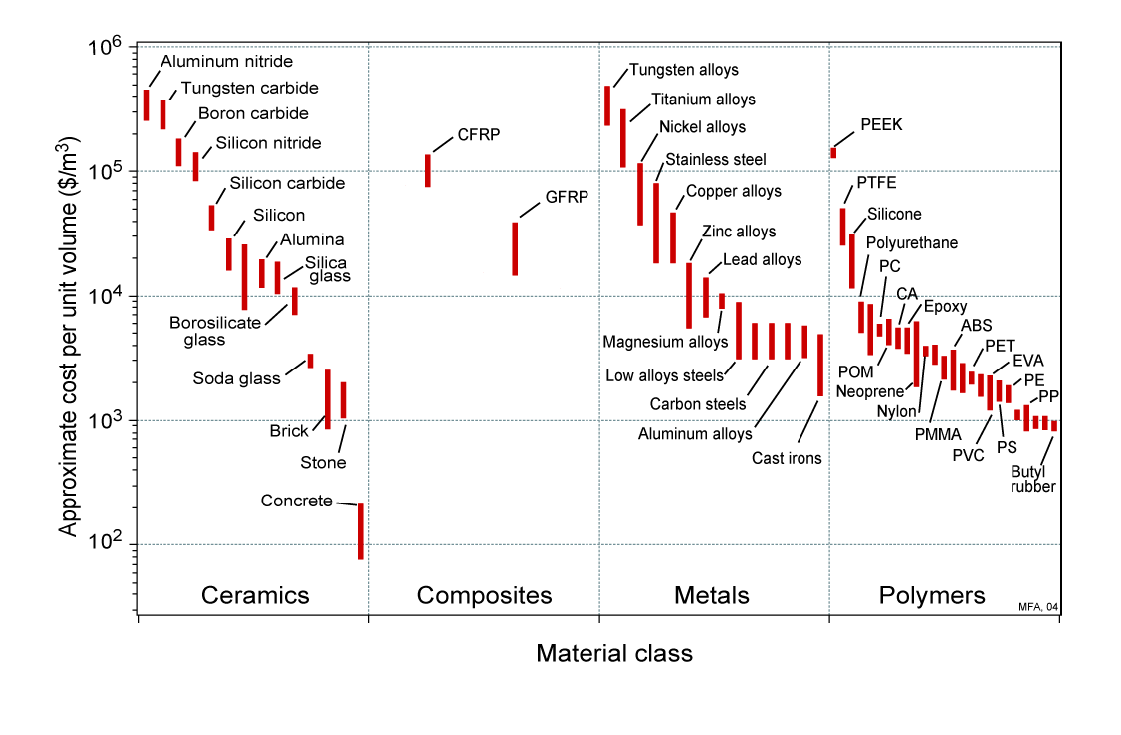 Approximate cost per unit volume ($/m³)
10⁶
10⁵
10⁴
10³
10²
Aluminum nitride
Tungsten carbide
Boron carbide
Silicon nitride
Silicon carbide
Silicon
Alumina
Silica
glass
Borosilicate
glass
Soda glass
Brick
Stone
Concrete
CFRP
GFRP
Tungsten alloys
Titanium alloys
Nickel alloys
Stainless steel
Copper alloys
Zinc alloys
Lead alloys
Magnesium alloys
Low alloys steels
Carbon steels
Aluminum alloys
Cast irons
PEEK
PTFE
Silicone
Polyurethane
PC
CA
Epoxy
ABS
PET
EVA
PE
PP
POM
Neoprene
Nylon
PMMA
PVC
PS
Butyl
rubber
Ceramics
Composites
Metals
Polymers
MFA, 04
Material class